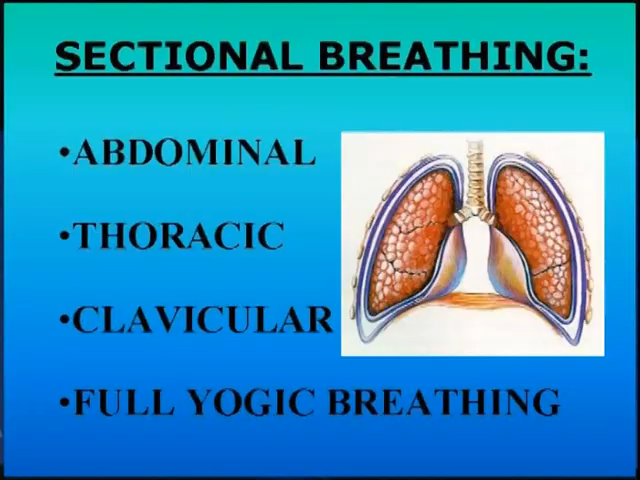 SECTIONAL BREATHING:
•ABDOMINAL
•THORACIC
•CLAVICULAR
•FULL YOGIC BREATHING